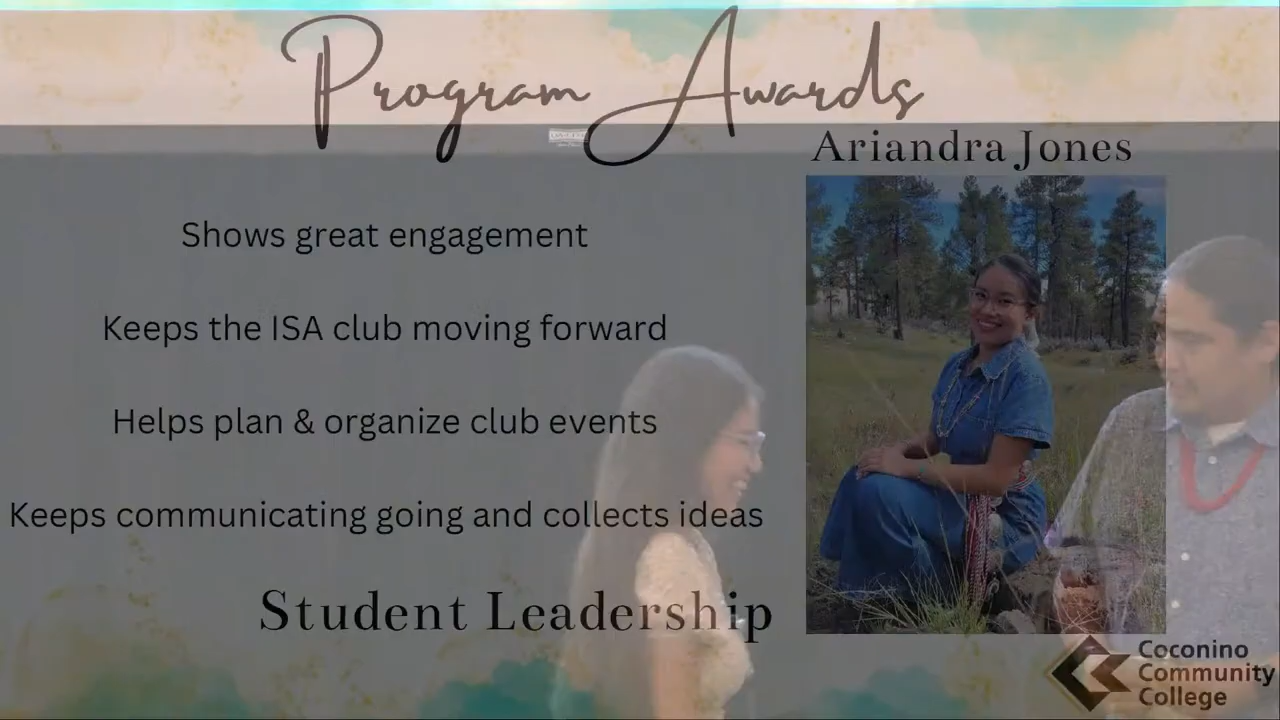 Program Awards
Ariandra Jones
Shows great engagement
Keeps the ISA club moving forward
Helps plan & organize club events
Keeps communicating going and collects ideas
Student Leadership
Coconino
Community
College